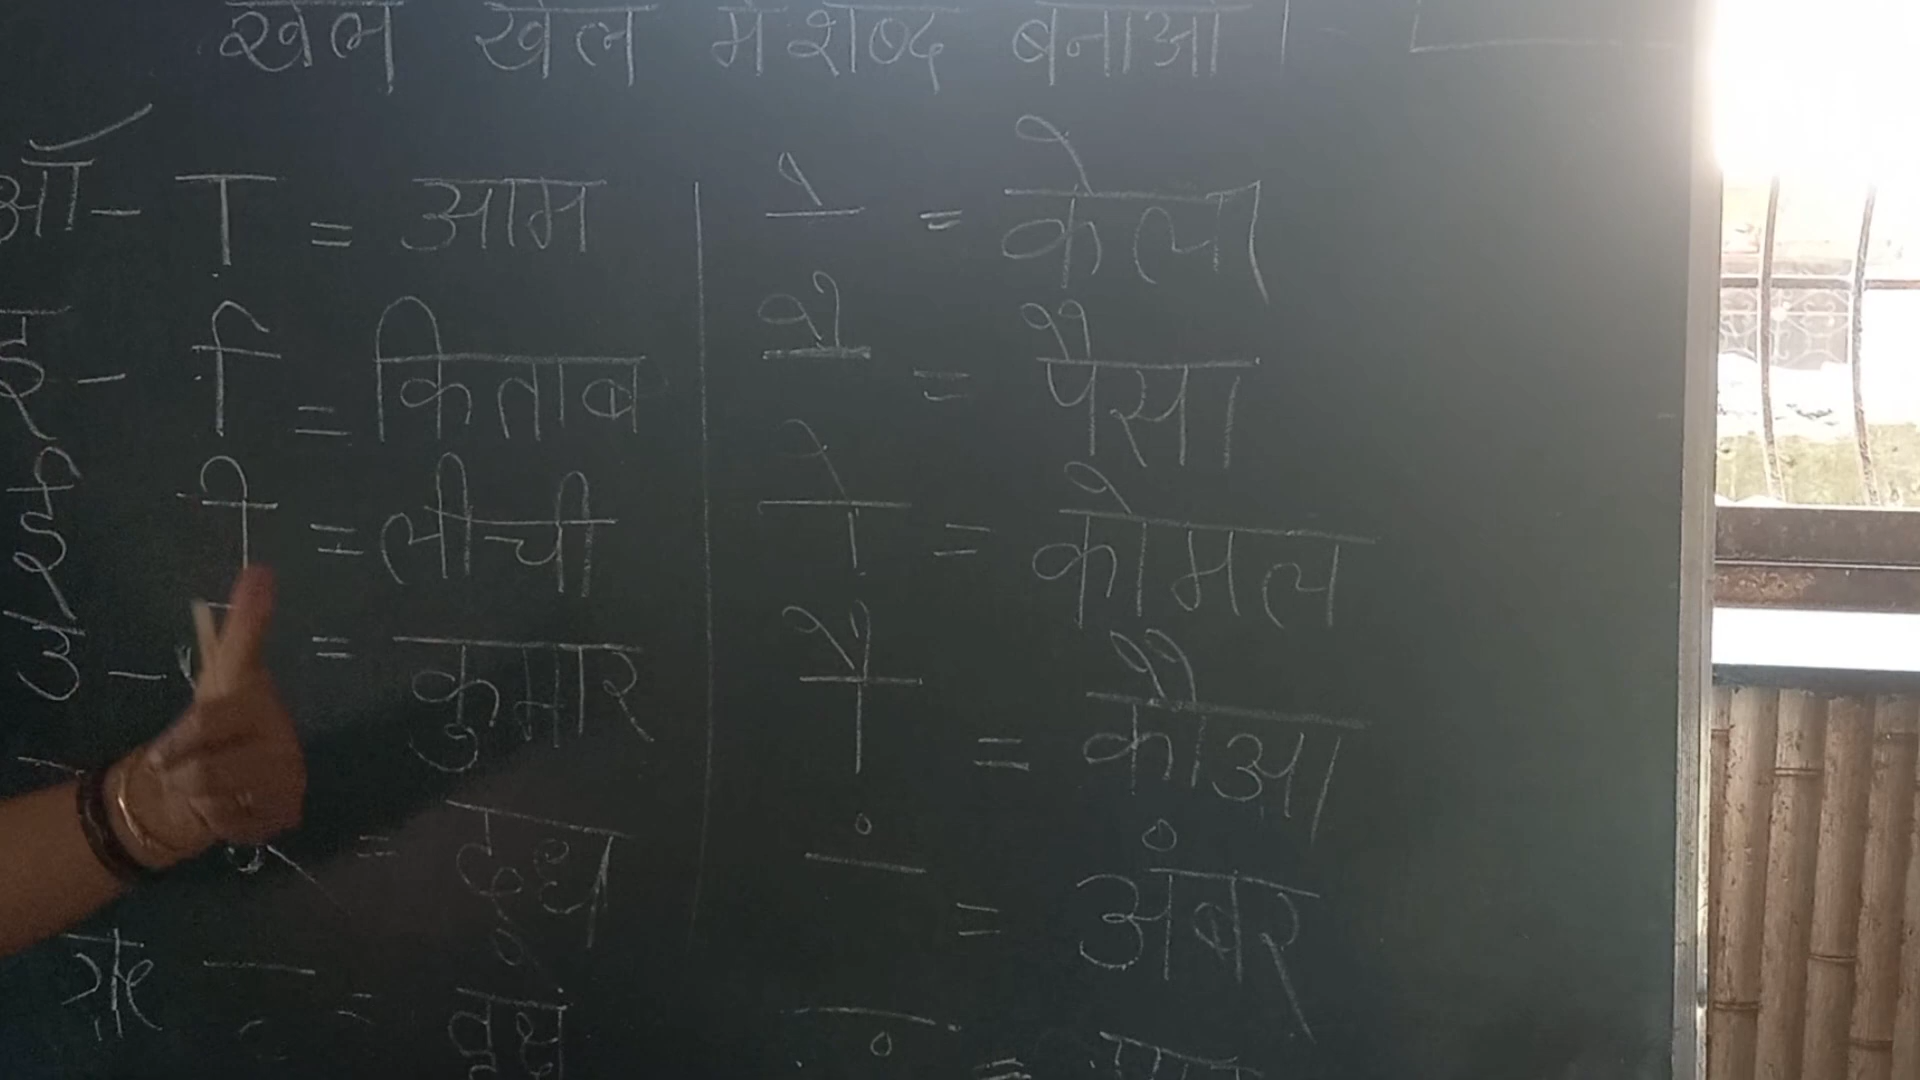 खेल खेल में शब्द बनाओ ।
ऑ - ा = आम
इ - ि = किताब
ई ी = लीची
उ - = कुमार
= दूध
ऋ = वृक्ष
े = केला
ै = पैसा
ो = कोमल
ौ = कौआ
ं = अंबर